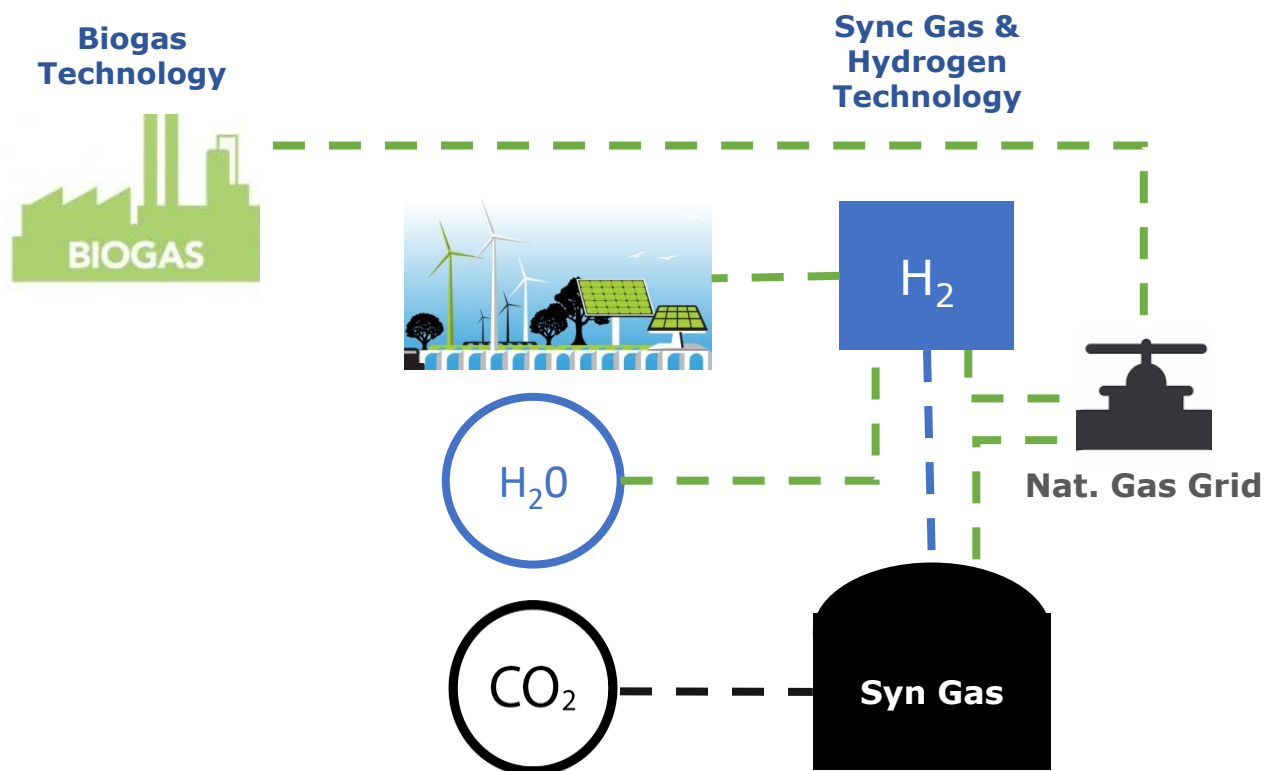 Biogas
Technology
Sync Gas &
Hydrogen
Technology
BIOGAS
H₂
H₂0
Nat. Gas Grid
CO₂
Syn Gas